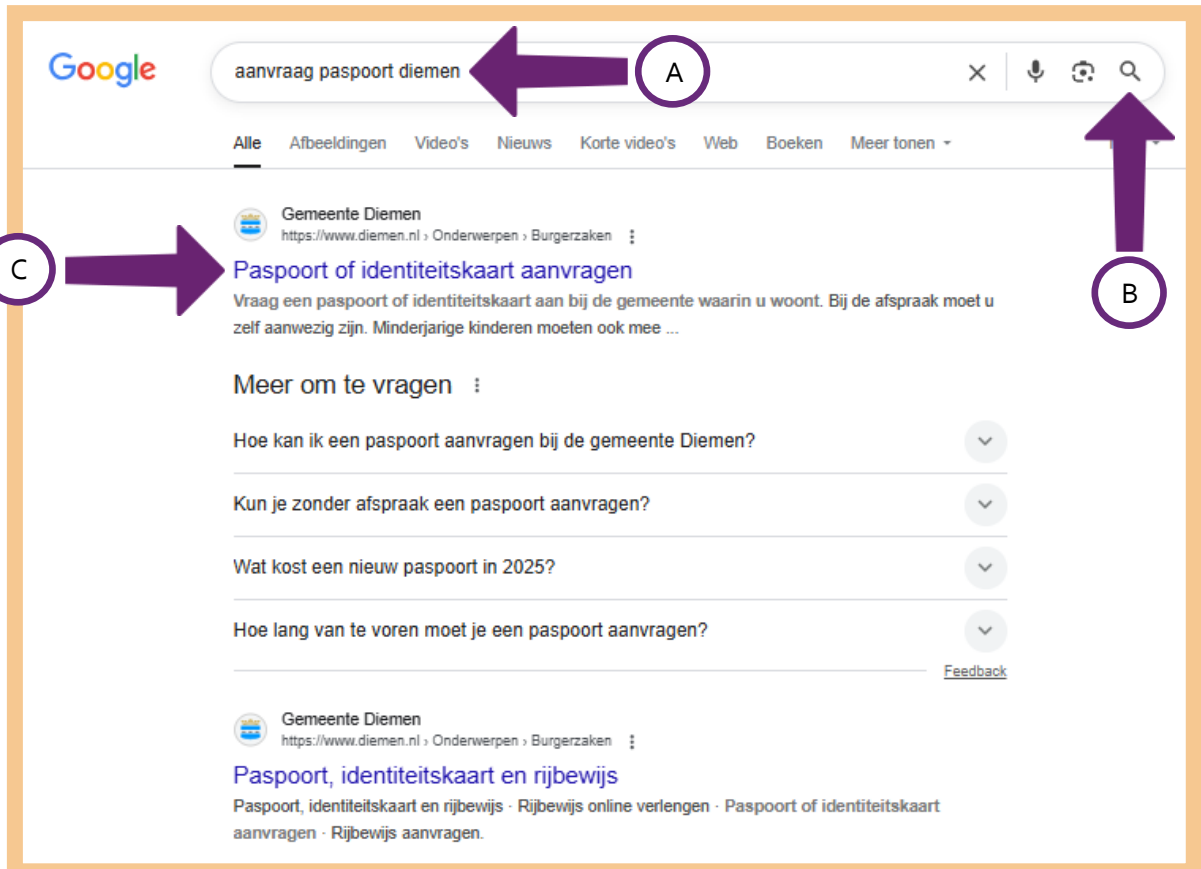 Google
aanvraag paspoort diemen
A
Alle Afbeeldingen Video's Nieuws Korte video's Web Boeken Meer tonen
B
Gemeente Diemen
https://www.diemen.nl › Onderwerpen › Burgerzaken
C
Paspoort of identiteitskaart aanvragen
Vraag een paspoort of identiteitskaart aan bij de gemeente waarin u woont. Bij de afspraak moet u
zelf aanwezig zijn. Minderjarige kinderen moeten ook mee ...
Meer om te vragen
Hoe kan ik een paspoort aanvragen bij de gemeente Diemen?
Kun je zonder afspraak een paspoort aanvragen?
Wat kost een nieuw paspoort in 2025?
Hoe lang van te voren moet je een paspoort aanvragen?
Feedback
Gemeente Diemen
https://www.diemen.nl › Onderwerpen › Burgerzaken
Paspoort, identiteitskaart en rijbewijs
Paspoort, identiteitskaart en rijbewijs · Rijbewijs online verlengen · Paspoort of identiteitskaart
aanvragen · Rijbewijs aanvragen.